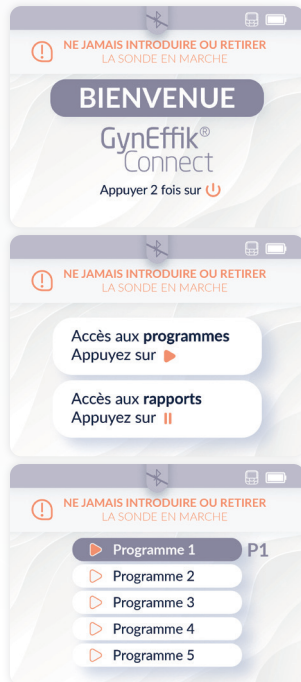 NE JAMAIS INTRODUIRE OU RETIRER
LA SONDE EN MARCHE
BIENVENUE
GynEffik®
Connect
Appuyer 2 fois sur
NE JAMAIS INTRODUIRE OU RETIRER
LA SONDE EN MARCHE
Accès aux programmes
Appuyez sur
Accès aux rapports
Appuyez sur
NE JAMAIS INTRODUIRE OU RETIRER
LA SONDE EN MARCHE
Programme 1 P1
Programme 2
Programme 3
Programme 4
Programme 5